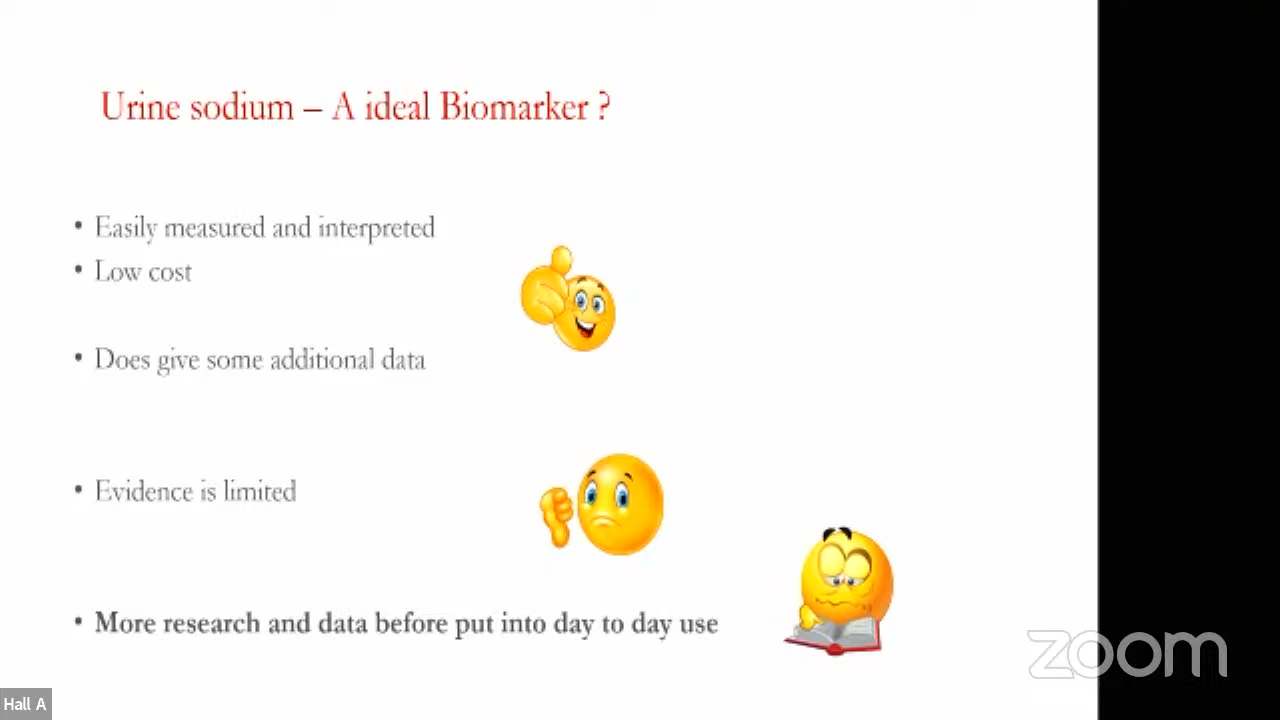 Urine sodium – A ideal Biomarker ?
• Easily measured and interpreted
• Low cost
• Does give some additional data
• Evidence is limited
• More research and data before put into day to day use
zoom
Hall A